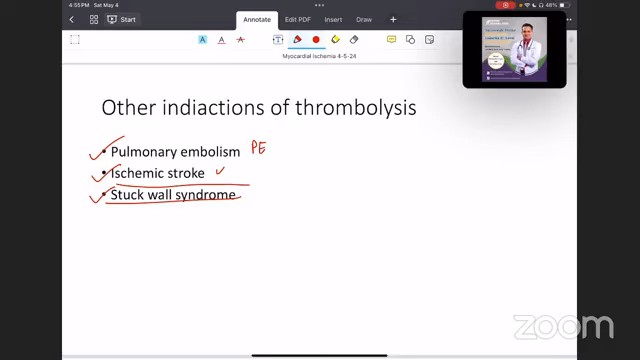 4:55 PM Sat May 4
48%
Start
Annotate
Edit PDF
Insert
Drawing
T
A A A
Myocardial Ischemia 4-5-24
Other indiactions of thrombolysis
• Pulmonary embolism PE
• Ischemic stroke
• Stuck wall syndrome
zoom